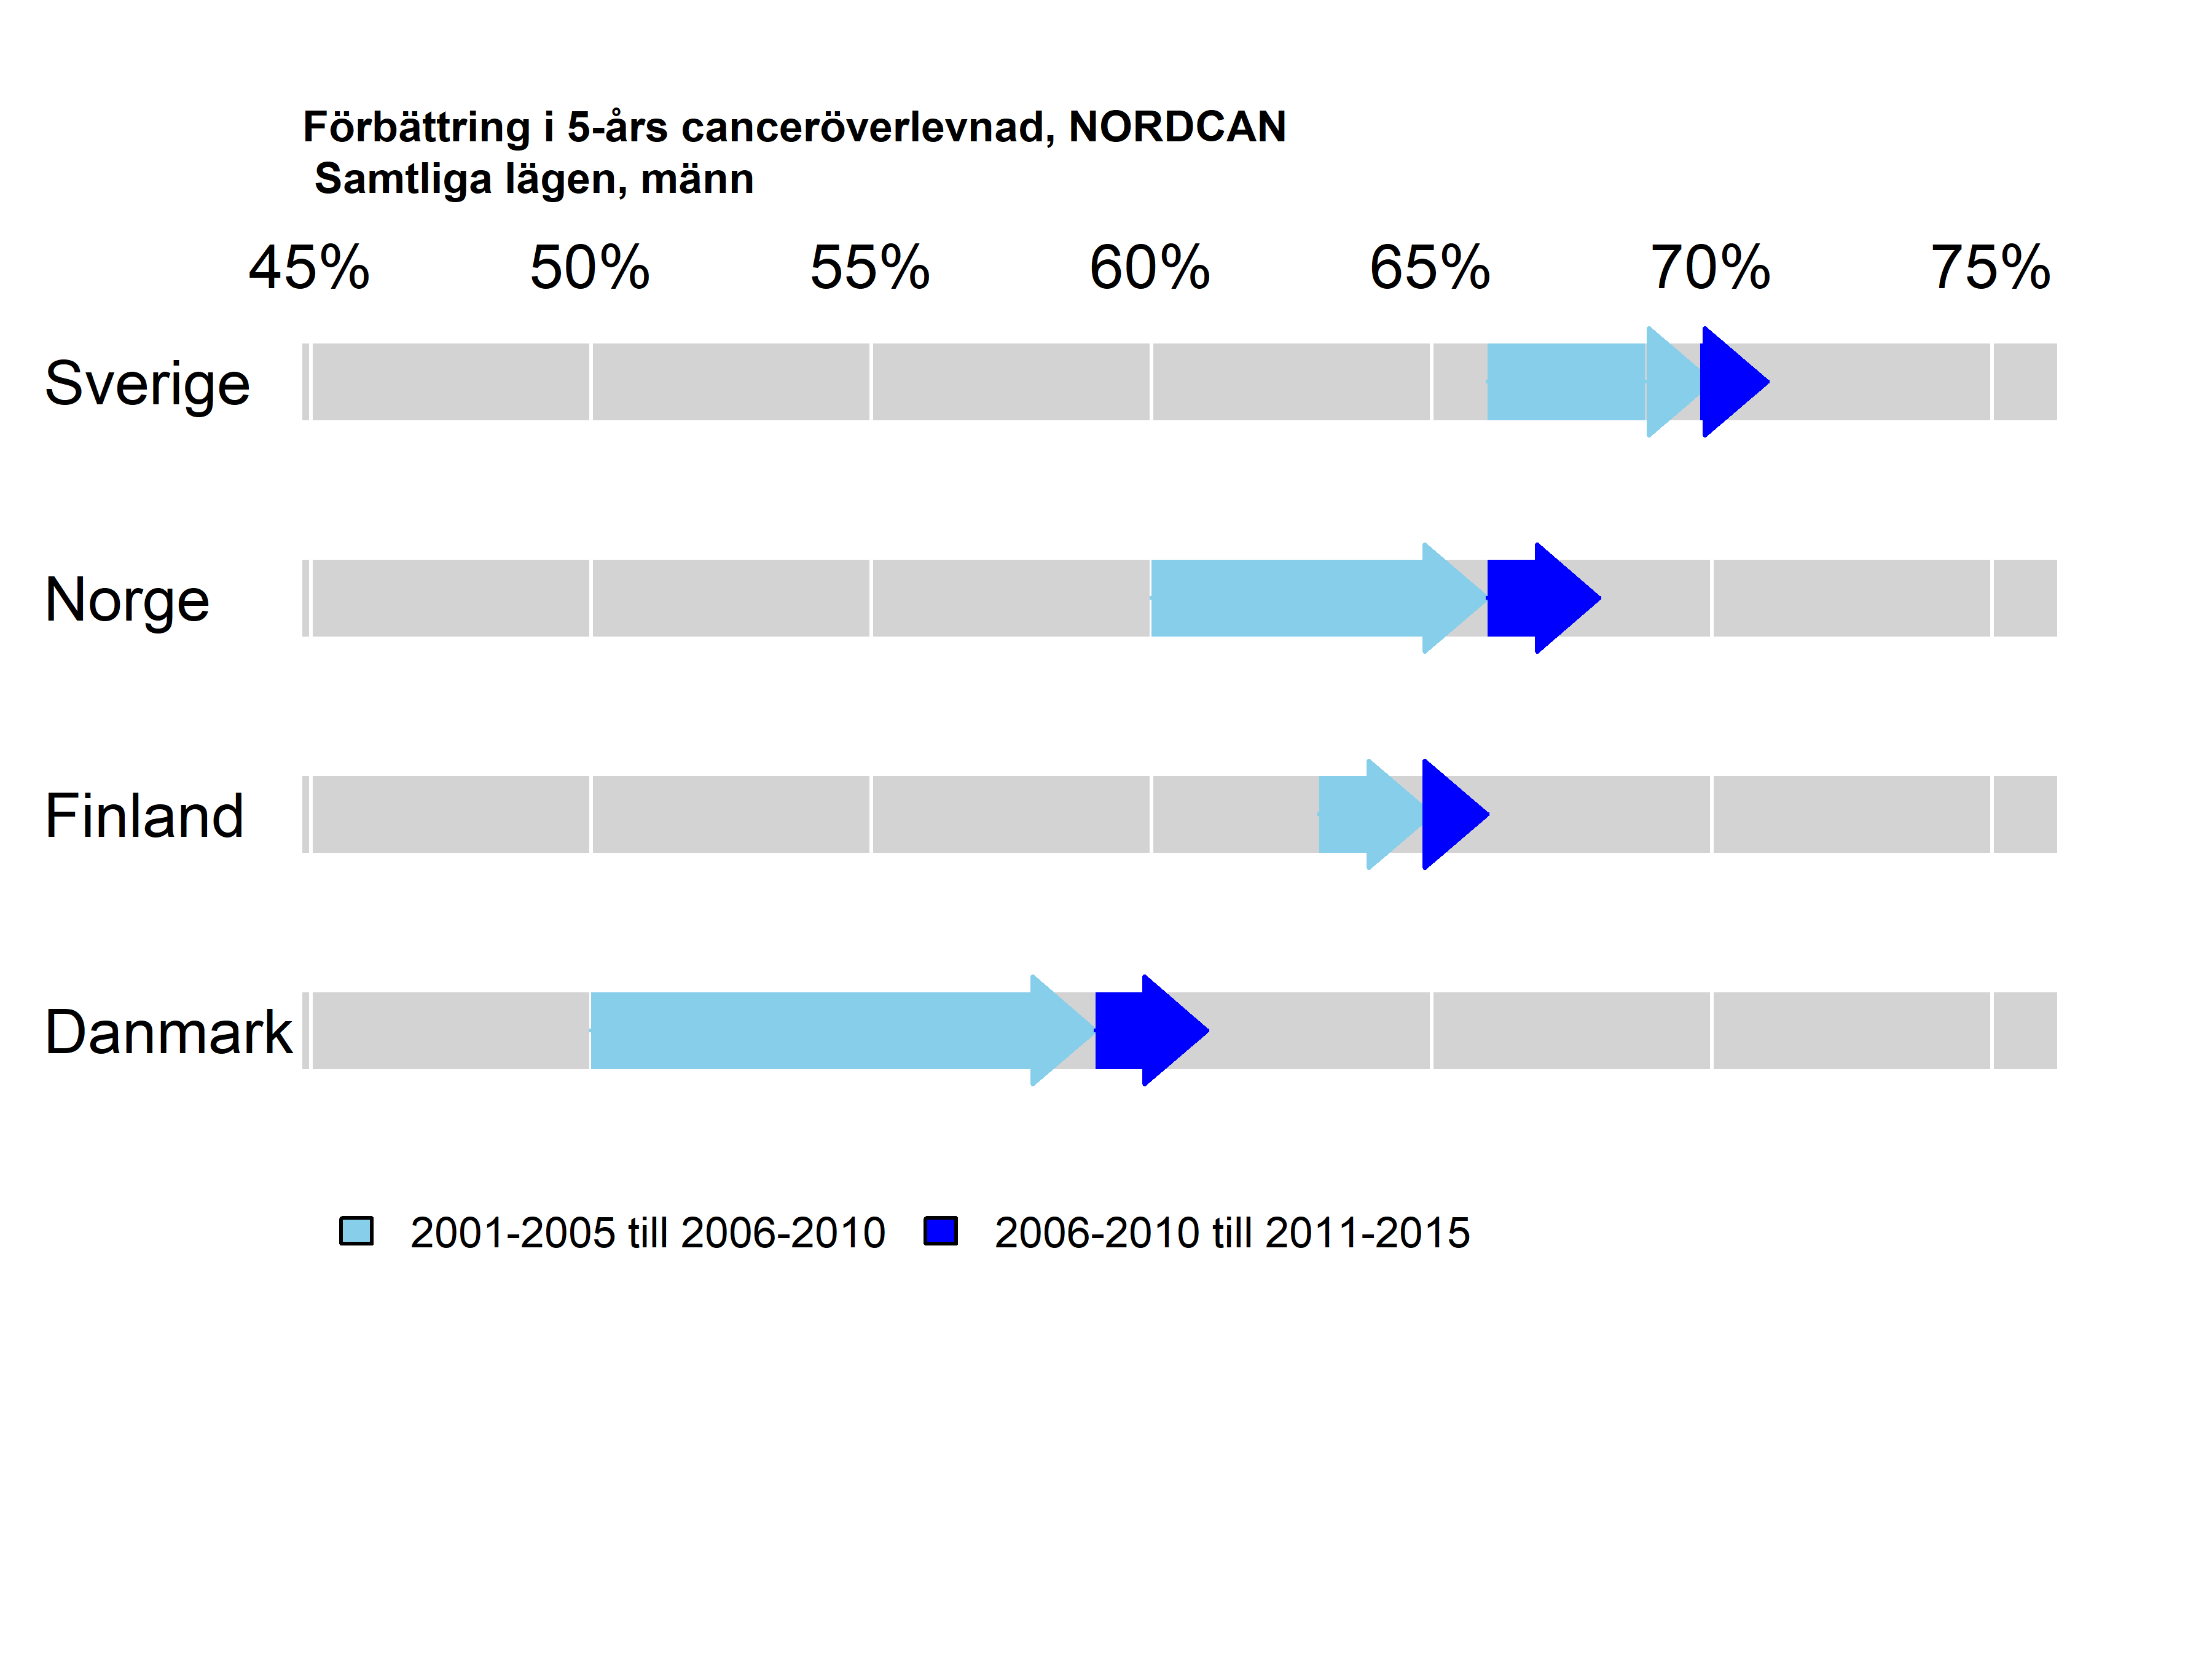 Förbättring i 5-års canceröverlevnad, NORDCAN
Samtliga lägen, männ
45% 50% 55% 60% 65% 70% 75%
Sverige
Norge
Finland
Danmark
2001-2005 till 2006-2010 2006-2010 till 2011-2015